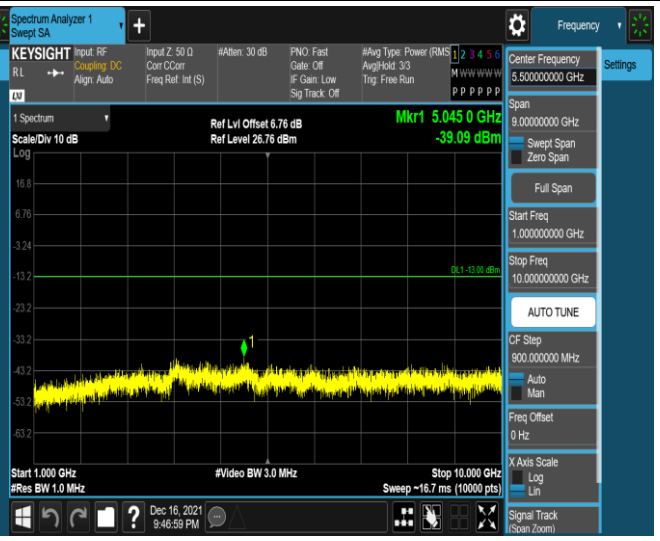 Spectrum Analyzer 1
Swept SA
Frequency
KEYSIGHT
RL
LXI
Input: RF
Coupling: DC
Align: Auto
Input Z: 50 Ω
Corr CCorr
Freq Ref: Int (S)
#Atten: 30 dB
PNO: Fast
Gate: Off
IF Gain: Low
Sig Track: Off
#Avg Type: Power (RMS
Avg|Hold: 3/3
Trig: Free Run
1 2 3 4 5 6
M W W W W W
P P P P P P
1 Spectrum
Scale/Div 10 dB
Ref Lvl Offset 6.76 dB
Ref Level 26.76 dBm
Mkr1 5.045 0 GHz
-39.09 dBm
Log
16.8
6.76
-3.24
-13.2
-23.2
-33.2
-43.2
-53.2
-63.2
DL1 -13.00 dBm
1
Start 1.000 GHz
#Res BW 1.0 MHz
#Video BW 3.0 MHz
Stop 10.000 GHz
Sweep ~16.7 ms (10000 pts)
Dec 16, 2021
9:46:59 PM
Center Frequency
5.500000000 GHz
Span
9.00000000 GHz
Swept Span
Zero Span
Full Span
Start Freq
1.000000000 GHz
Stop Freq
10.000000000 GHz
AUTO TUNE
CF Step
900.000000 MHz
Auto
Man
Freq Offset
0 Hz
X Axis Scale
Log
Lin
Signal Track
(Span Zoom)
Settings